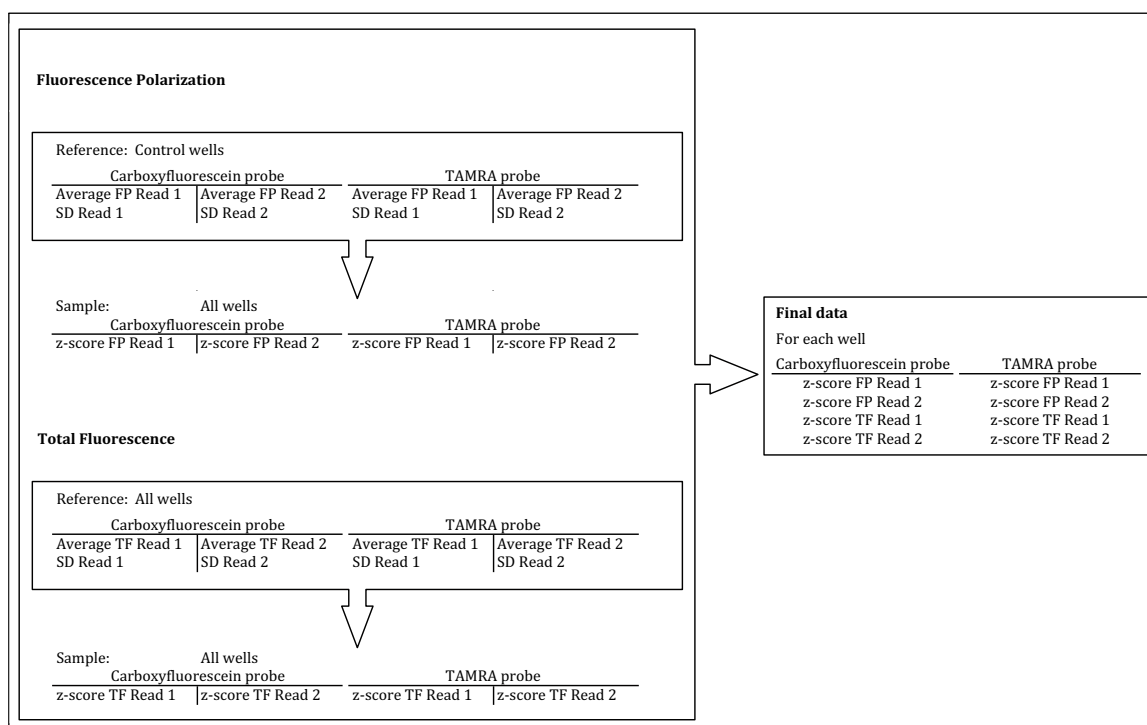 Fluorescence Polarization
Reference: Control wells
Carboxyfluorescein probe TAMRA probe
Average FP Read 1 Average FP Read 2 Average FP Read 1 Average FP Read 2
SD Read 1 SD Read 2 SD Read 1 SD Read 2
Sample: All wells
Carboxyfluorescein probe TAMRA probe
z-score FP Read 1 z-score FP Read 2 z-score FP Read 1 z-score FP Read 2
Total Fluorescence
Reference: All wells
Carboxyfluorescein probe TAMRA probe
Average TF Read 1 Average TF Read 2 Average TF Read 1 Average TF Read 2
SD Read 1 SD Read 2 SD Read 1 SD Read 2
Sample: All wells
Carboxyfluorescein probe TAMRA probe
z-score TF Read 1 z-score TF Read 2 z-score TF Read 1 z-score TF Read 2
Final data
For each well
Carboxyfluorescein probe TAMRA probe
z-score FP Read 1 z-score FP Read 1
z-score FP Read 2 z-score FP Read 2
z-score TF Read 1 z-score TF Read 1
z-score TF Read 2 z-score TF Read 2